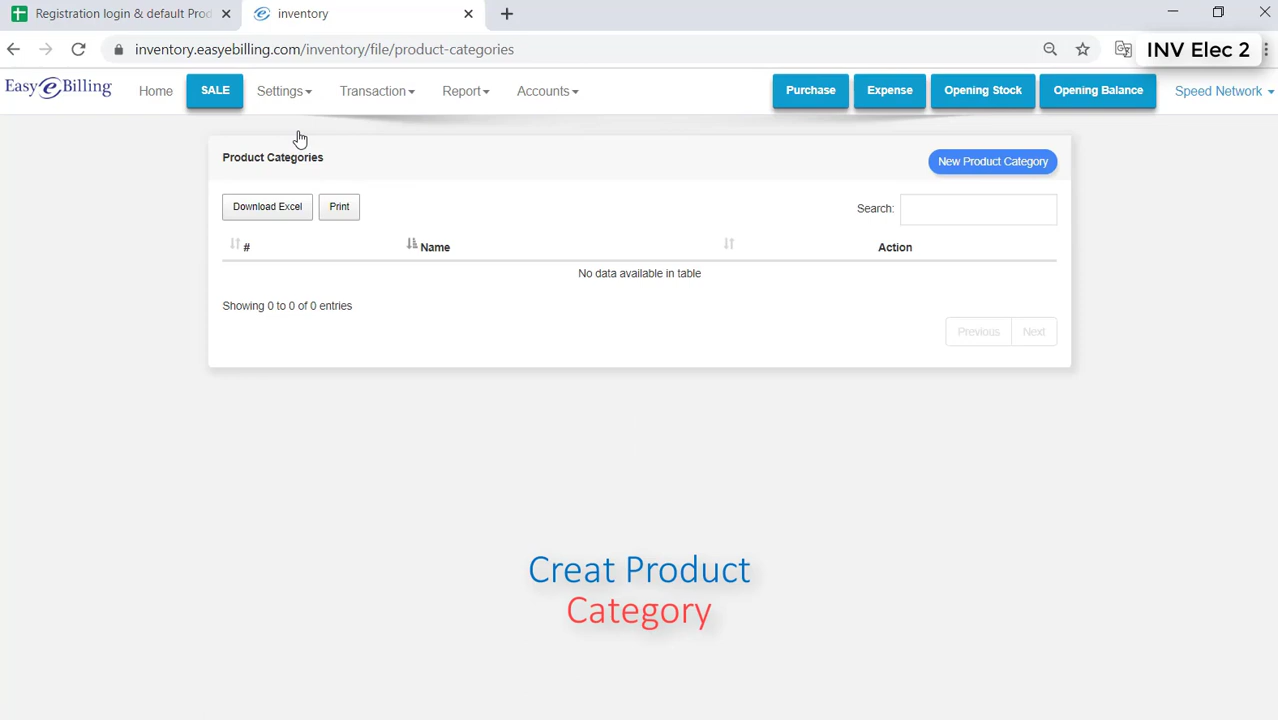 Registration login & default Prod
inventory
inventory.easyebilling.com/inventory/file/product-categories
INV Elec 2
Easy e Billing
Home
SALE
Settings
Transaction
Report
Accounts
Purchase
Expense
Opening Stock
Opening Balance
Speed Network
Product Categories
New Product Category
Download Excel
Print
Search:
# Name Action
No data available in table
Showing 0 to 0 of 0 entries
Previous Next
Creat Product
Category